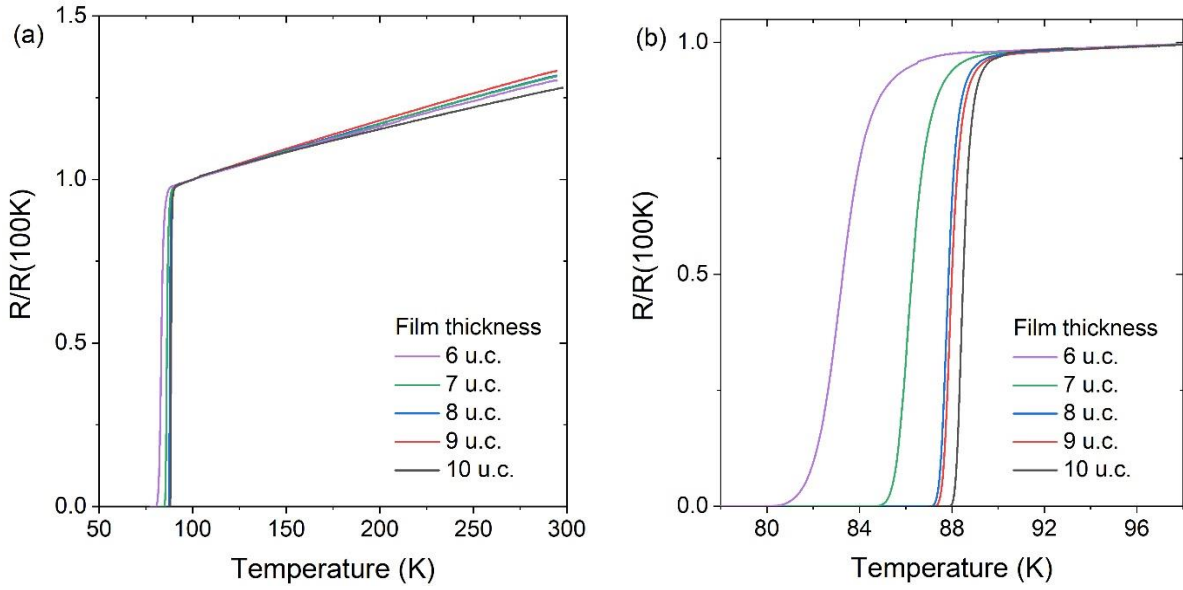 (a)
R/R(100K)
1.5
1.0
0.5
0.0
Film thickness
6 u.c.
7 u.c.
8 u.c.
9 u.c.
10 u.c.
50 100 150 200 250 300
Temperature (K)
(b)
R/R(100K)
1.0
0.5
0.0
Film thickness
6 u.c.
7 u.c.
8 u.c.
9 u.c.
10 u.c.
80 84 88 92 96
Temperature (K)